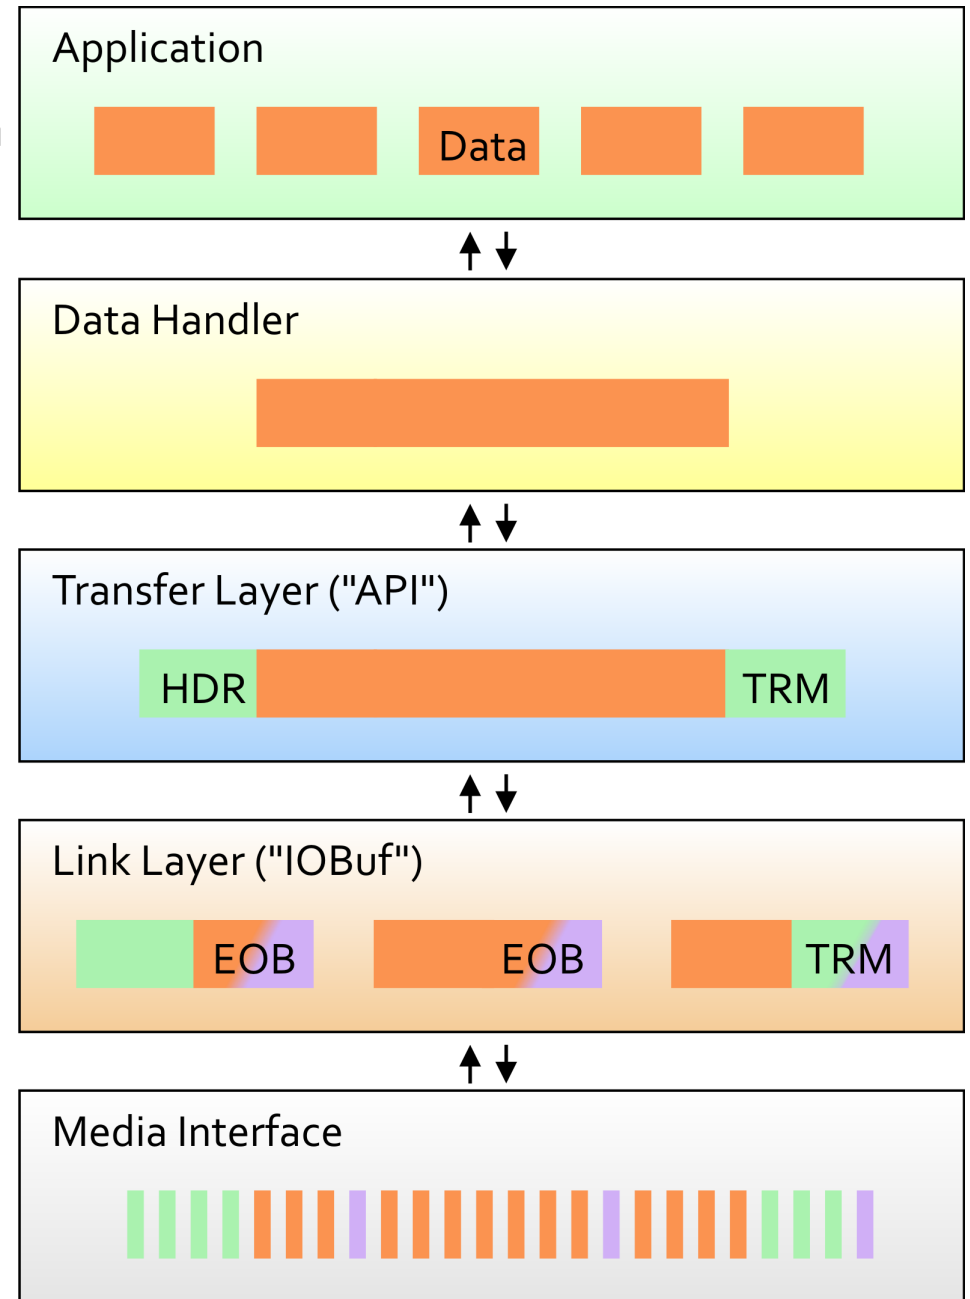 Application
Data
Data Handler
Transfer Layer ("API")
HDR
TRM
Link Layer ("IOBuf")
EOB
EOB
TRM
Media Interface